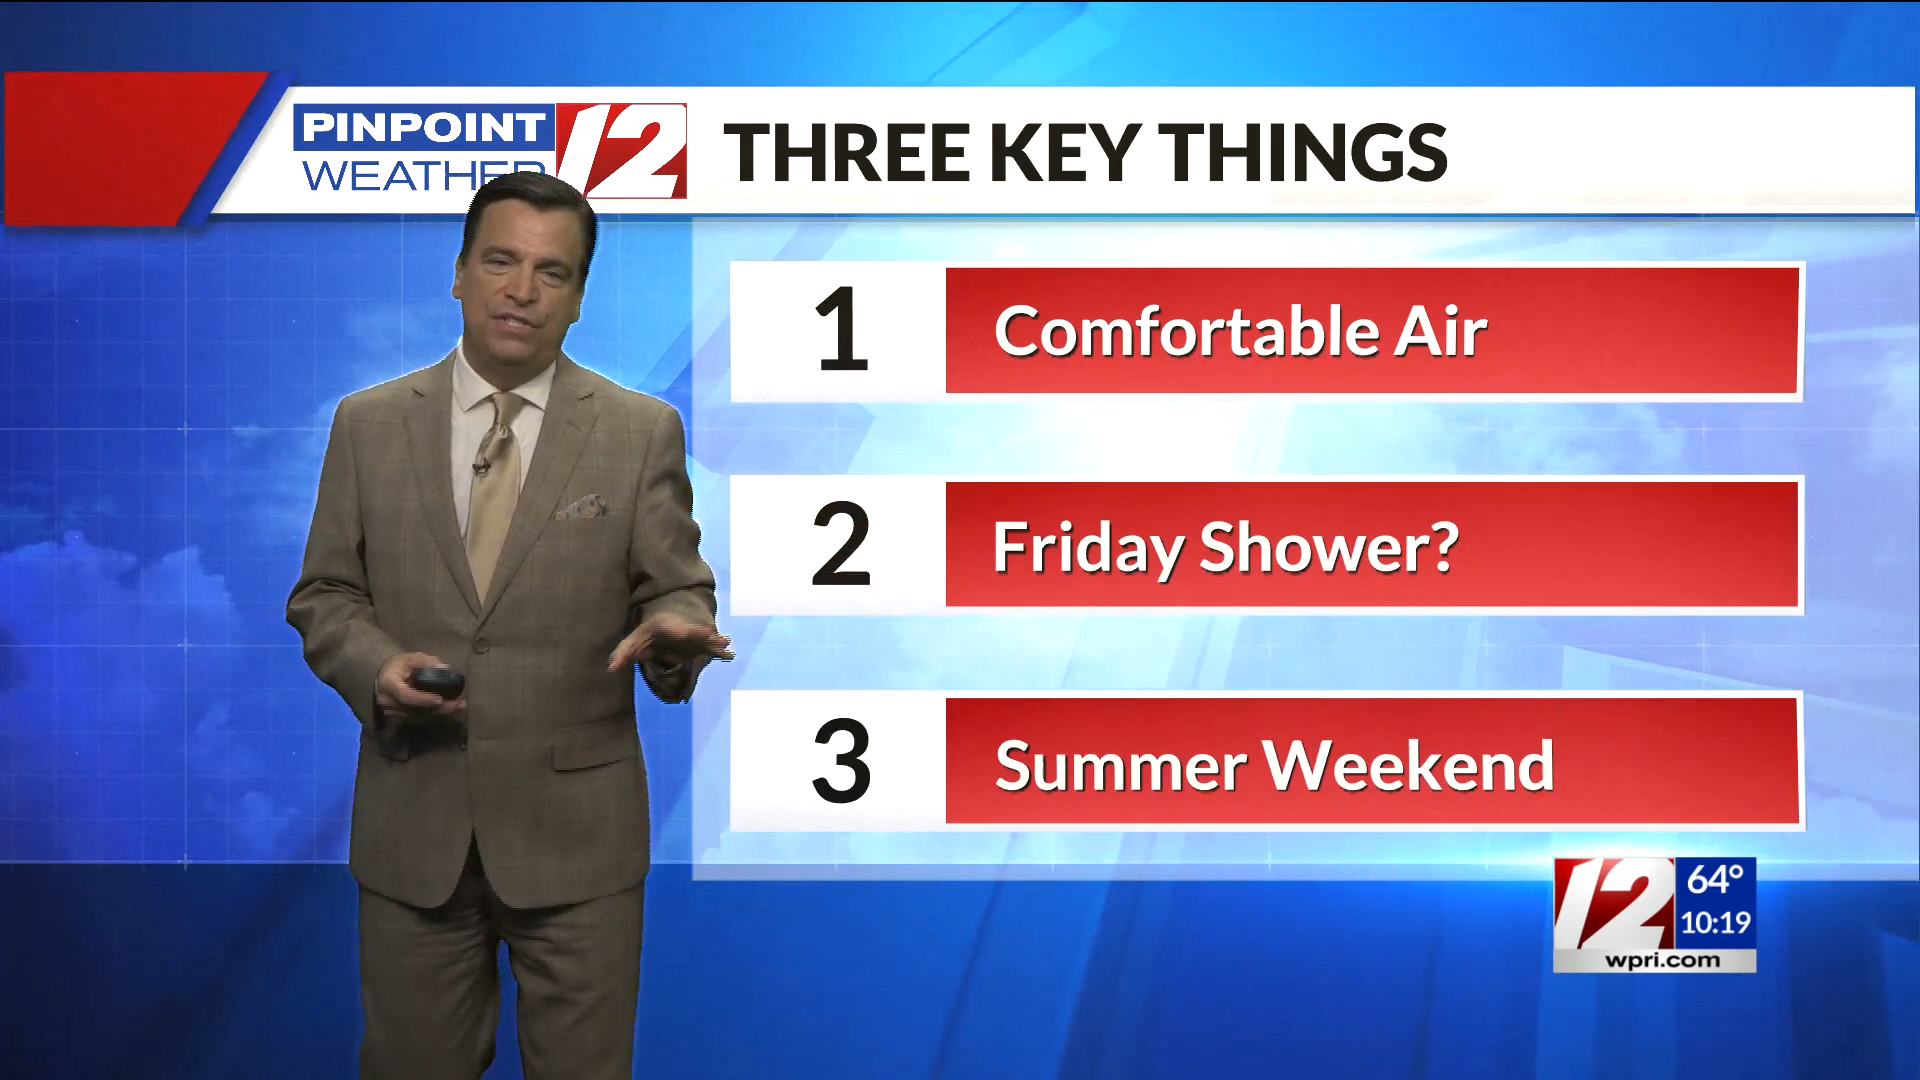 PINPOINT
WEATHER
12
THREE KEY THINGS
1 Comfortable Air
2 Friday Shower?
3 Summer Weekend
12
64°
10:19
wpri.com